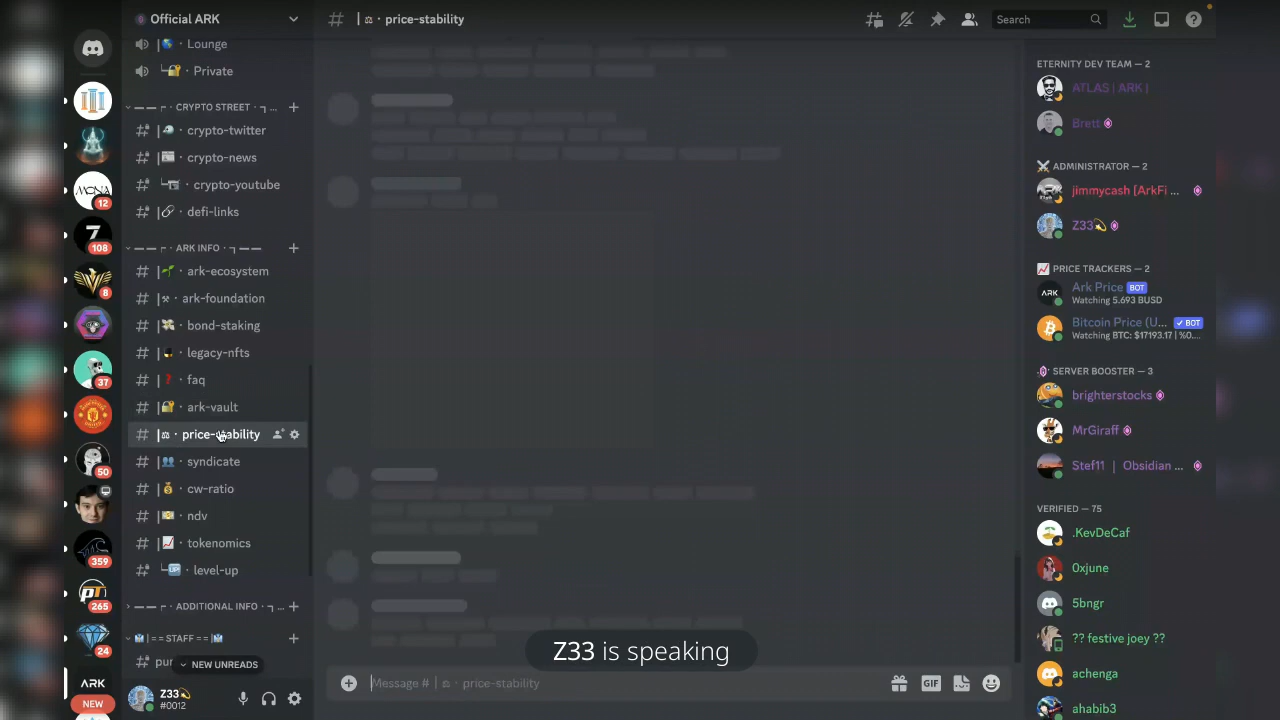 Official ARK
· Lounge
· Private
CRYPTO STREET
· crypto-twitter
· crypto-news
· crypto-youtube
· defi-links
ARK INFO
· ark-ecosystem
· ark-foundation
· bond-staking
· legacy-nfts
· faq
· ark-vault
· price-stability
· syndicate
· cw-ratio
· ndv
· tokenomics
· level-up
ADDITIONAL INFO
| = = STAFF = = |
NEW UNREADS
Z33
#0012
12
108
8
37
50
359
265
24
ARK
NEW
· price-stability
Search
Z33 is speaking
Message # | · price-stability
GIF
ETERNITY DEV TEAM — 2
ATLAS | ARK |
Brett
ADMINISTRATOR — 2
jimmycash [ArkFi ...
Z33
PRICE TRACKERS — 2
Ark Price BOT
Watching 5.693 BUSD
Bitcoin Price (U... BOT
Watching BTC: $17193.17 | %0....
SERVER BOOSTER — 3
brighterstocks
MrGiraff
Stef11 | Obsidian ...
VERIFIED — 75
.KevDeCaf
0xjune
5bngr
?? festive joey ??
achenga
ahabib3